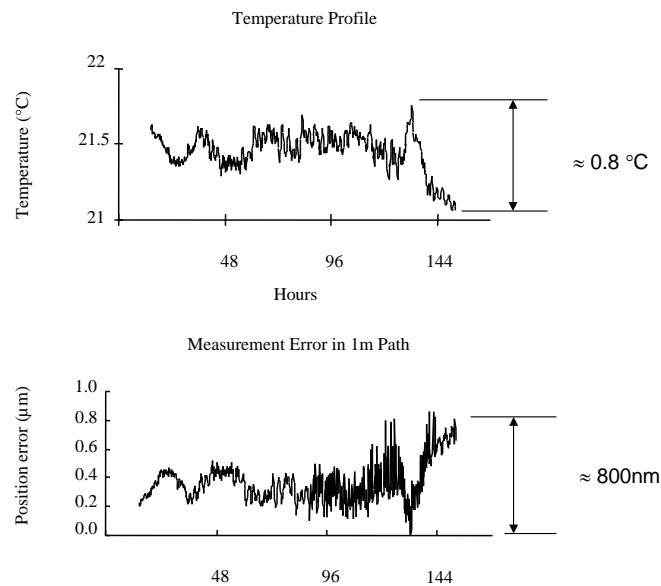 Temperature Profile
Temperature (°C)
22
21.5
21
48
96
144
Hours
≈ 0.8 °C
Measurement Error in 1m Path
Position error (µm)
1.0
0.8
0.6
0.4
0.2
0.0
48
96
144
≈ 800nm